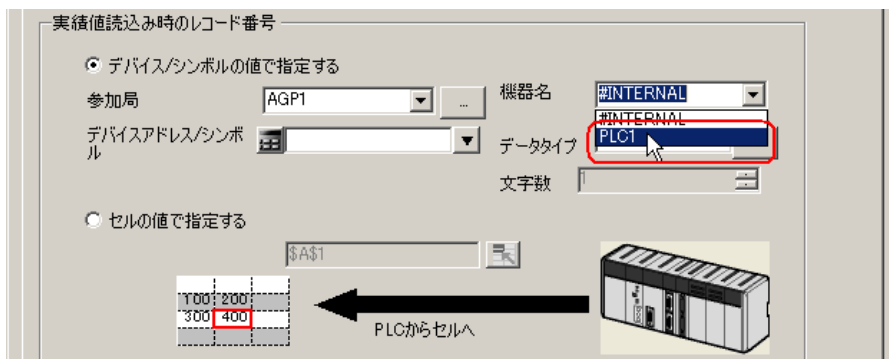 実績値読込み時のレコード番号
デバイス/シンボルの値で指定する
参加局
AGP1
...
機器名
#INTERNAL
#INTERNAL
PLC1
デバイスアドレス/シンボ
ル
データタイプ
文字数
1
セルの値で指定する
$A$1
100 200
300 400
PLCからセルへ